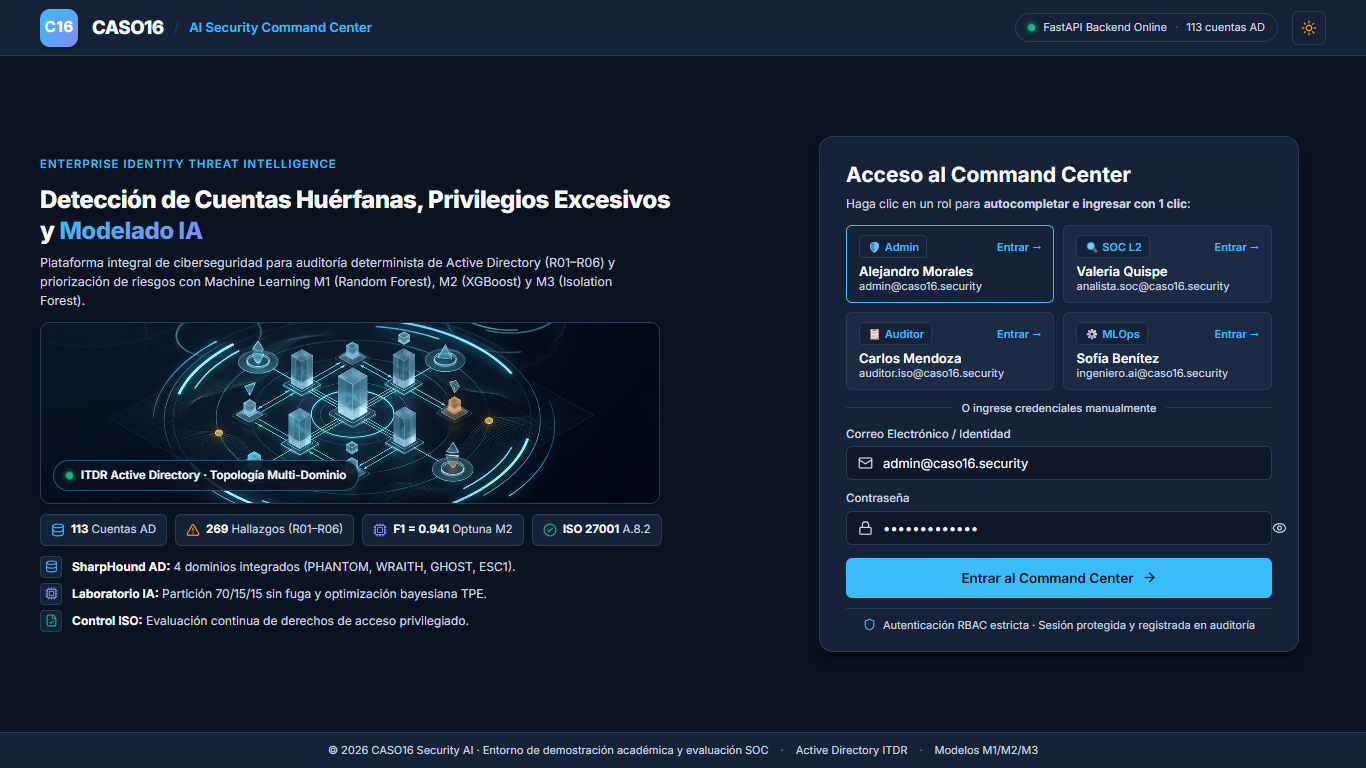 C16 CASO16 / AI Security Command Center
FastAPI Backend Online · 113 cuentas AD
ENTERPRISE IDENTITY THREAT INTELLIGENCE
Detección de Cuentas Huérfanas, Privilegios Excesivos
y Modelado IA
Plataforma integral de ciberseguridad para auditoría determinista de Active Directory (R01–R06) y
priorización de riesgos con Machine Learning M1 (Random Forest), M2 (XGBoost) y M3 (Isolation
Forest).
ITDR Active Directory · Topología Multi-Dominio
113 Cuentas AD
269 Hallazgos (R01–R06)
F1 = 0.941 Optuna M2
ISO 27001 A.8.2
SharpHound AD: 4 dominios integrados (PHANTOM, WRAITH, GHOST, ESC1).
Laboratorio IA: Partición 70/15/15 sin fuga y optimización bayesiana TPE.
Control ISO: Evaluación continua de derechos de acceso privilegiado.
Acceso al Command Center
Haga clic en un rol para autocompletar e ingresar con 1 clic:
Admin Entrar →
Alejandro Morales
admin@caso16.security
SOC L2 Entrar →
Valeria Quispe
analista.soc@caso16.security
Auditor Entrar →
Carlos Mendoza
auditor.iso@caso16.security
MLOps Entrar →
Sofía Benítez
ingeniero.ai@caso16.security
O ingrese credenciales manualmente
Correo Electrónico / Identidad
admin@caso16.security
Contraseña
•••••••••••••
Entrar al Command Center →
Autenticación RBAC estricta · Sesión protegida y registrada en auditoría
© 2026 CASO16 Security AI · Entorno de demostración académica y evaluación SOC · Active Directory ITDR · Modelos M1/M2/M3